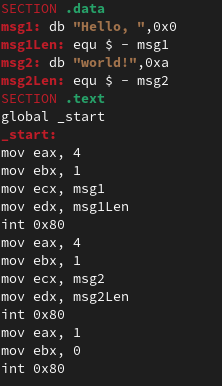 SECTION .data
msg1: db "Hello, ",0x0
msg1Len: equ $ - msg1
msg2: db "world!",0xa
msg2Len: equ $ - msg2
SECTION .text
global _start
_start:
mov eax, 4
mov ebx, 1
mov ecx, msg1
mov edx, msg1Len
int 0x80
mov eax, 4
mov ebx, 1
mov ecx, msg2
mov edx, msg2Len
int 0x80
mov eax, 1
mov ebx, 0
int 0x80